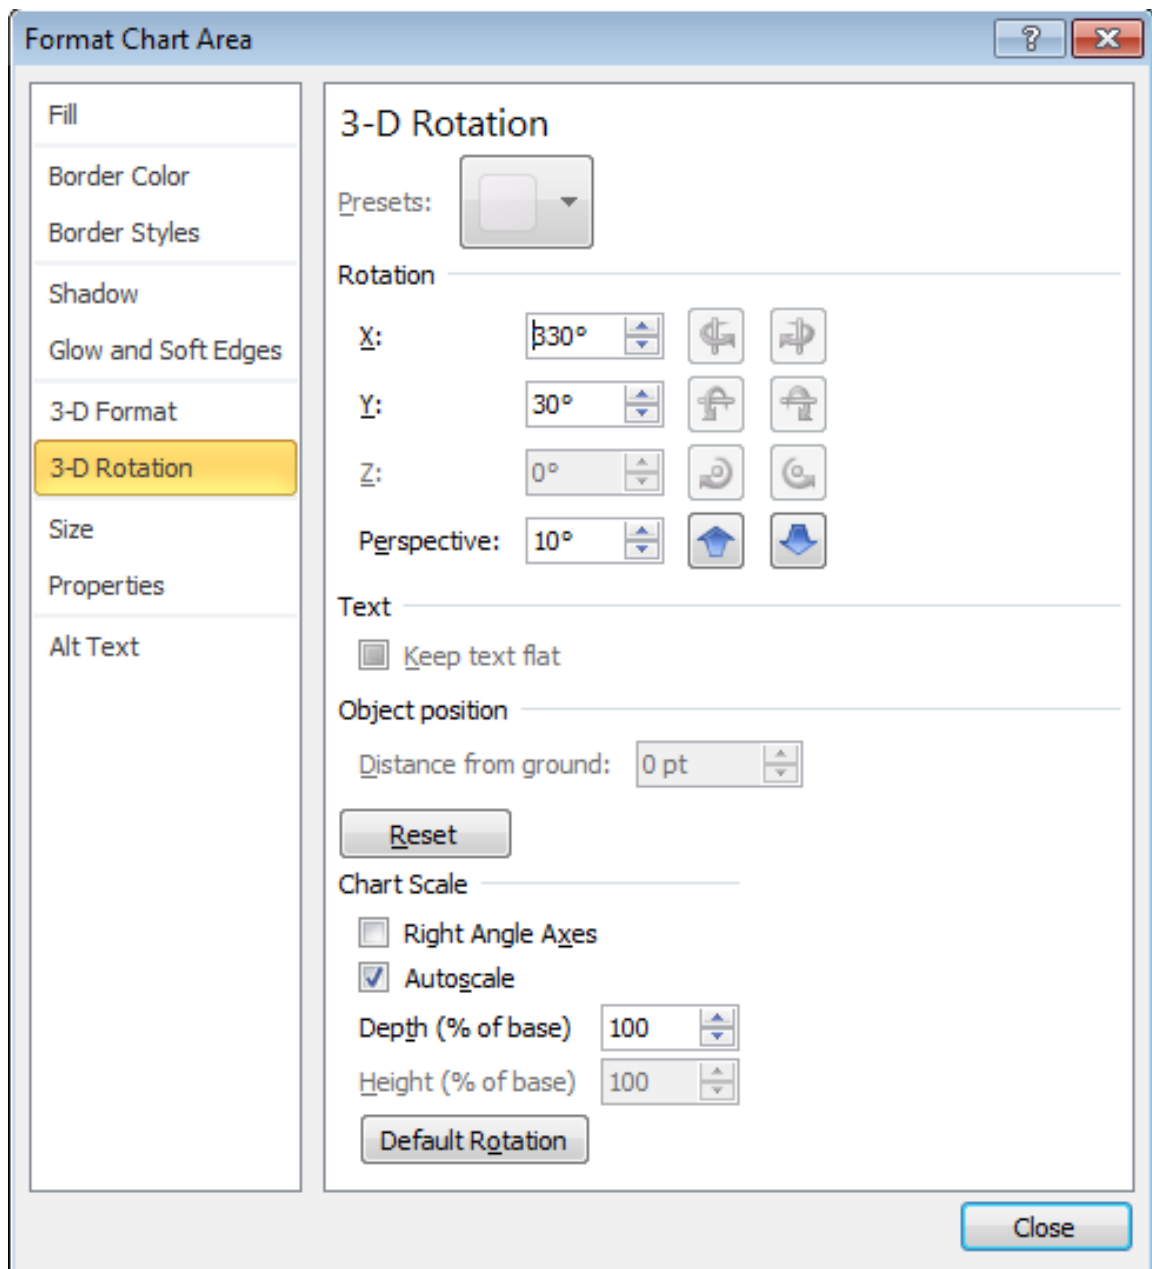 Format Chart Area
?
Fill
Border Color
Border Styles
Shadow
Glow and Soft Edges
3-D Format
3-D Rotation
Size
Properties
Alt Text
3-D Rotation
Presets:
Rotation
X: 330°
Y: 30°
Z: 0°
Perspective: 10°
Text
Keep text flat
Object position
Distance from ground: 0 pt
Reset
Chart Scale
Right Angle Axes
Autoscale
Depth (% of base) 100
Height (% of base) 100
Default Rotation
Close